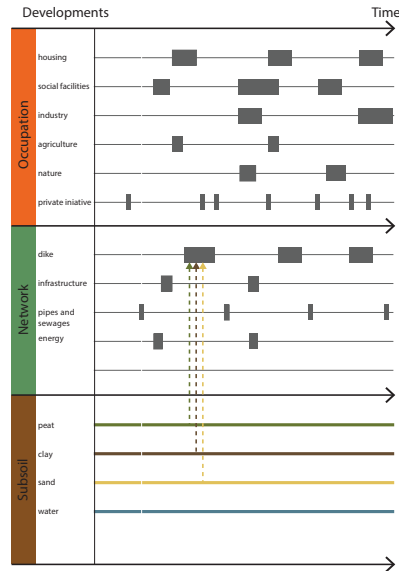 Developments
Time
Occupation
housing
social facilities
industry
agriculture
nature
private iniative
Network
dike
infrastructure
pipes and
sewages
energy
Subsoil
peat
clay
sand
water